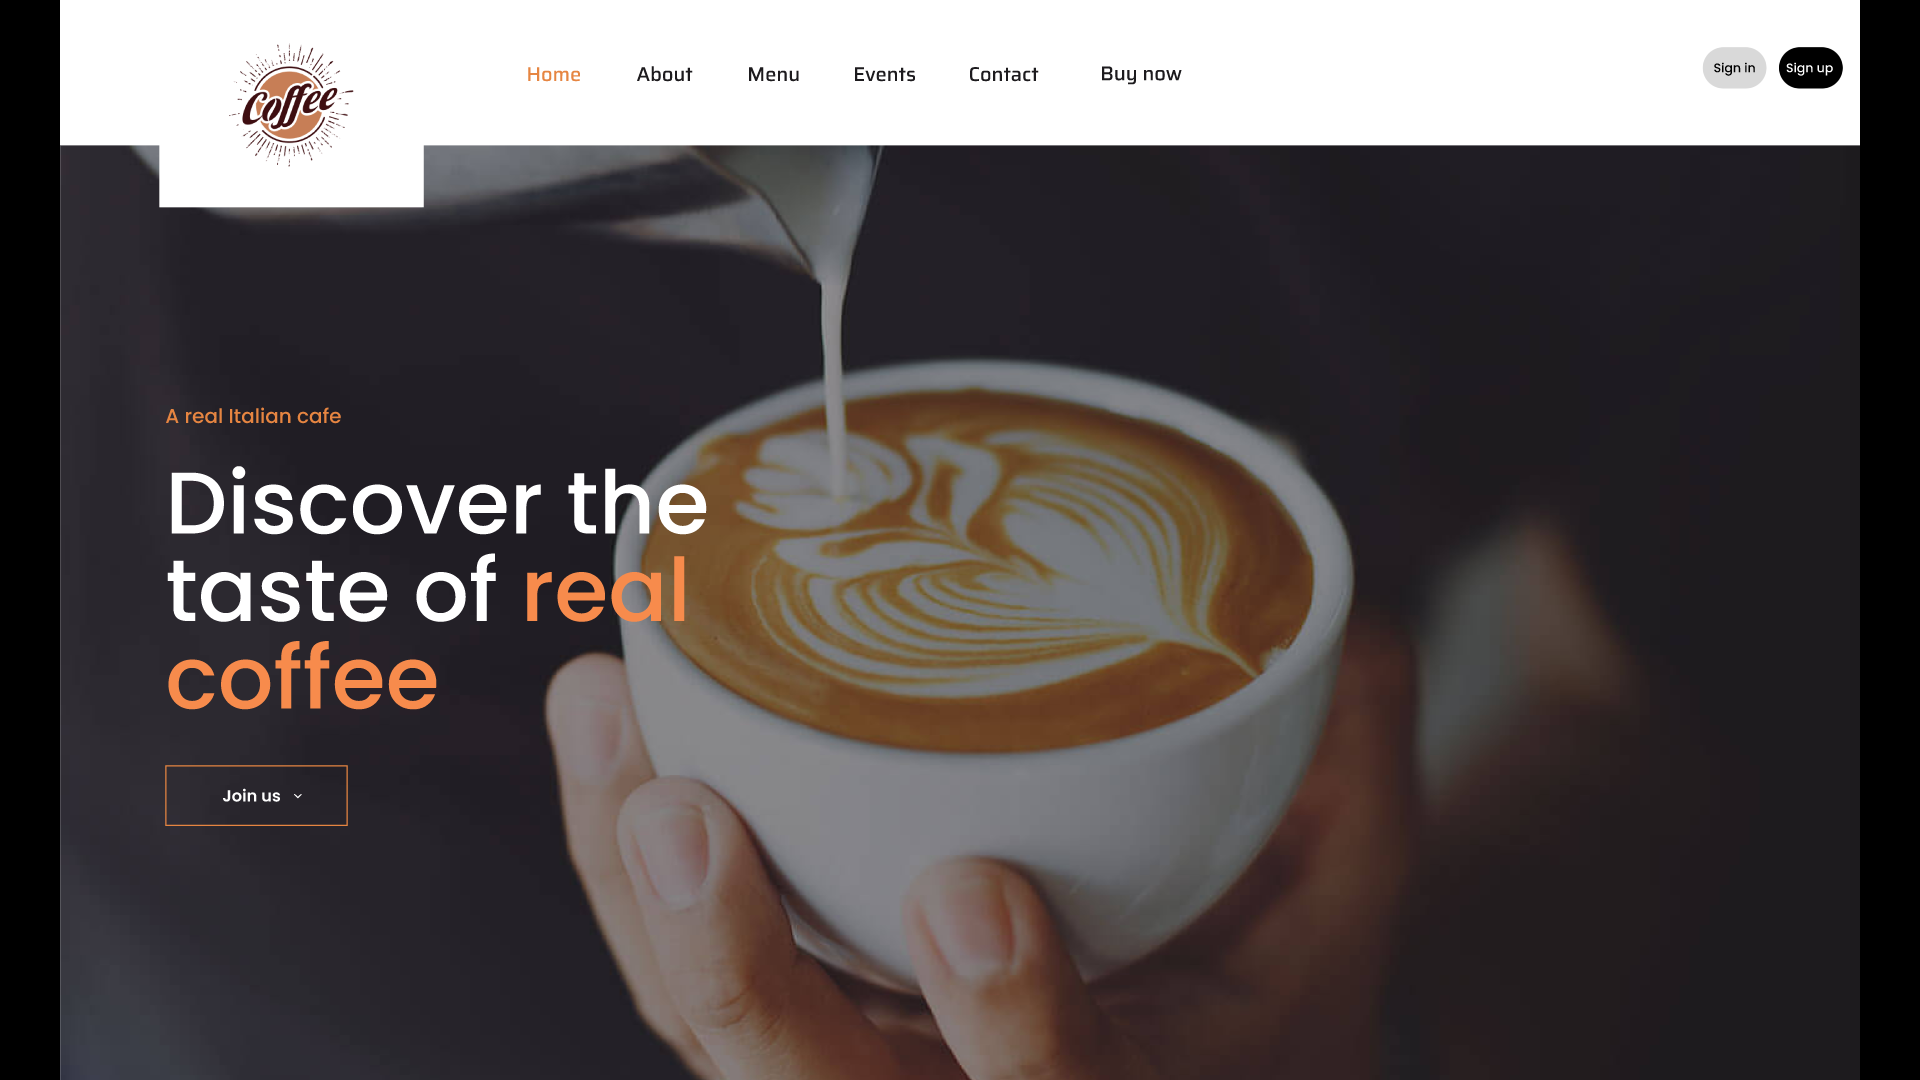 Coffee
Home About Menu Events Contact Buy now
Sign in Sign up
A real Italian cafe
Discover the
taste of real
coffee
Join us